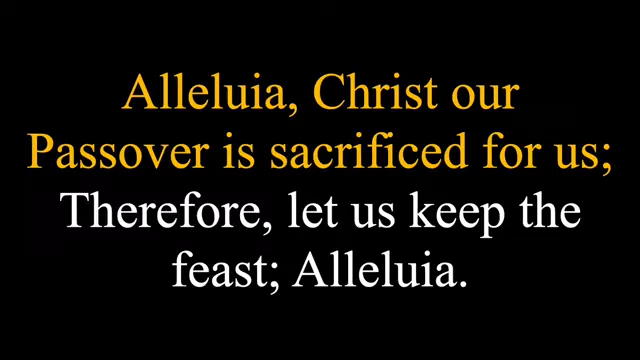 Alleluia, Christ our
Passover is sacrificed for us;
Therefore, let us keep the
feast; Alleluia.